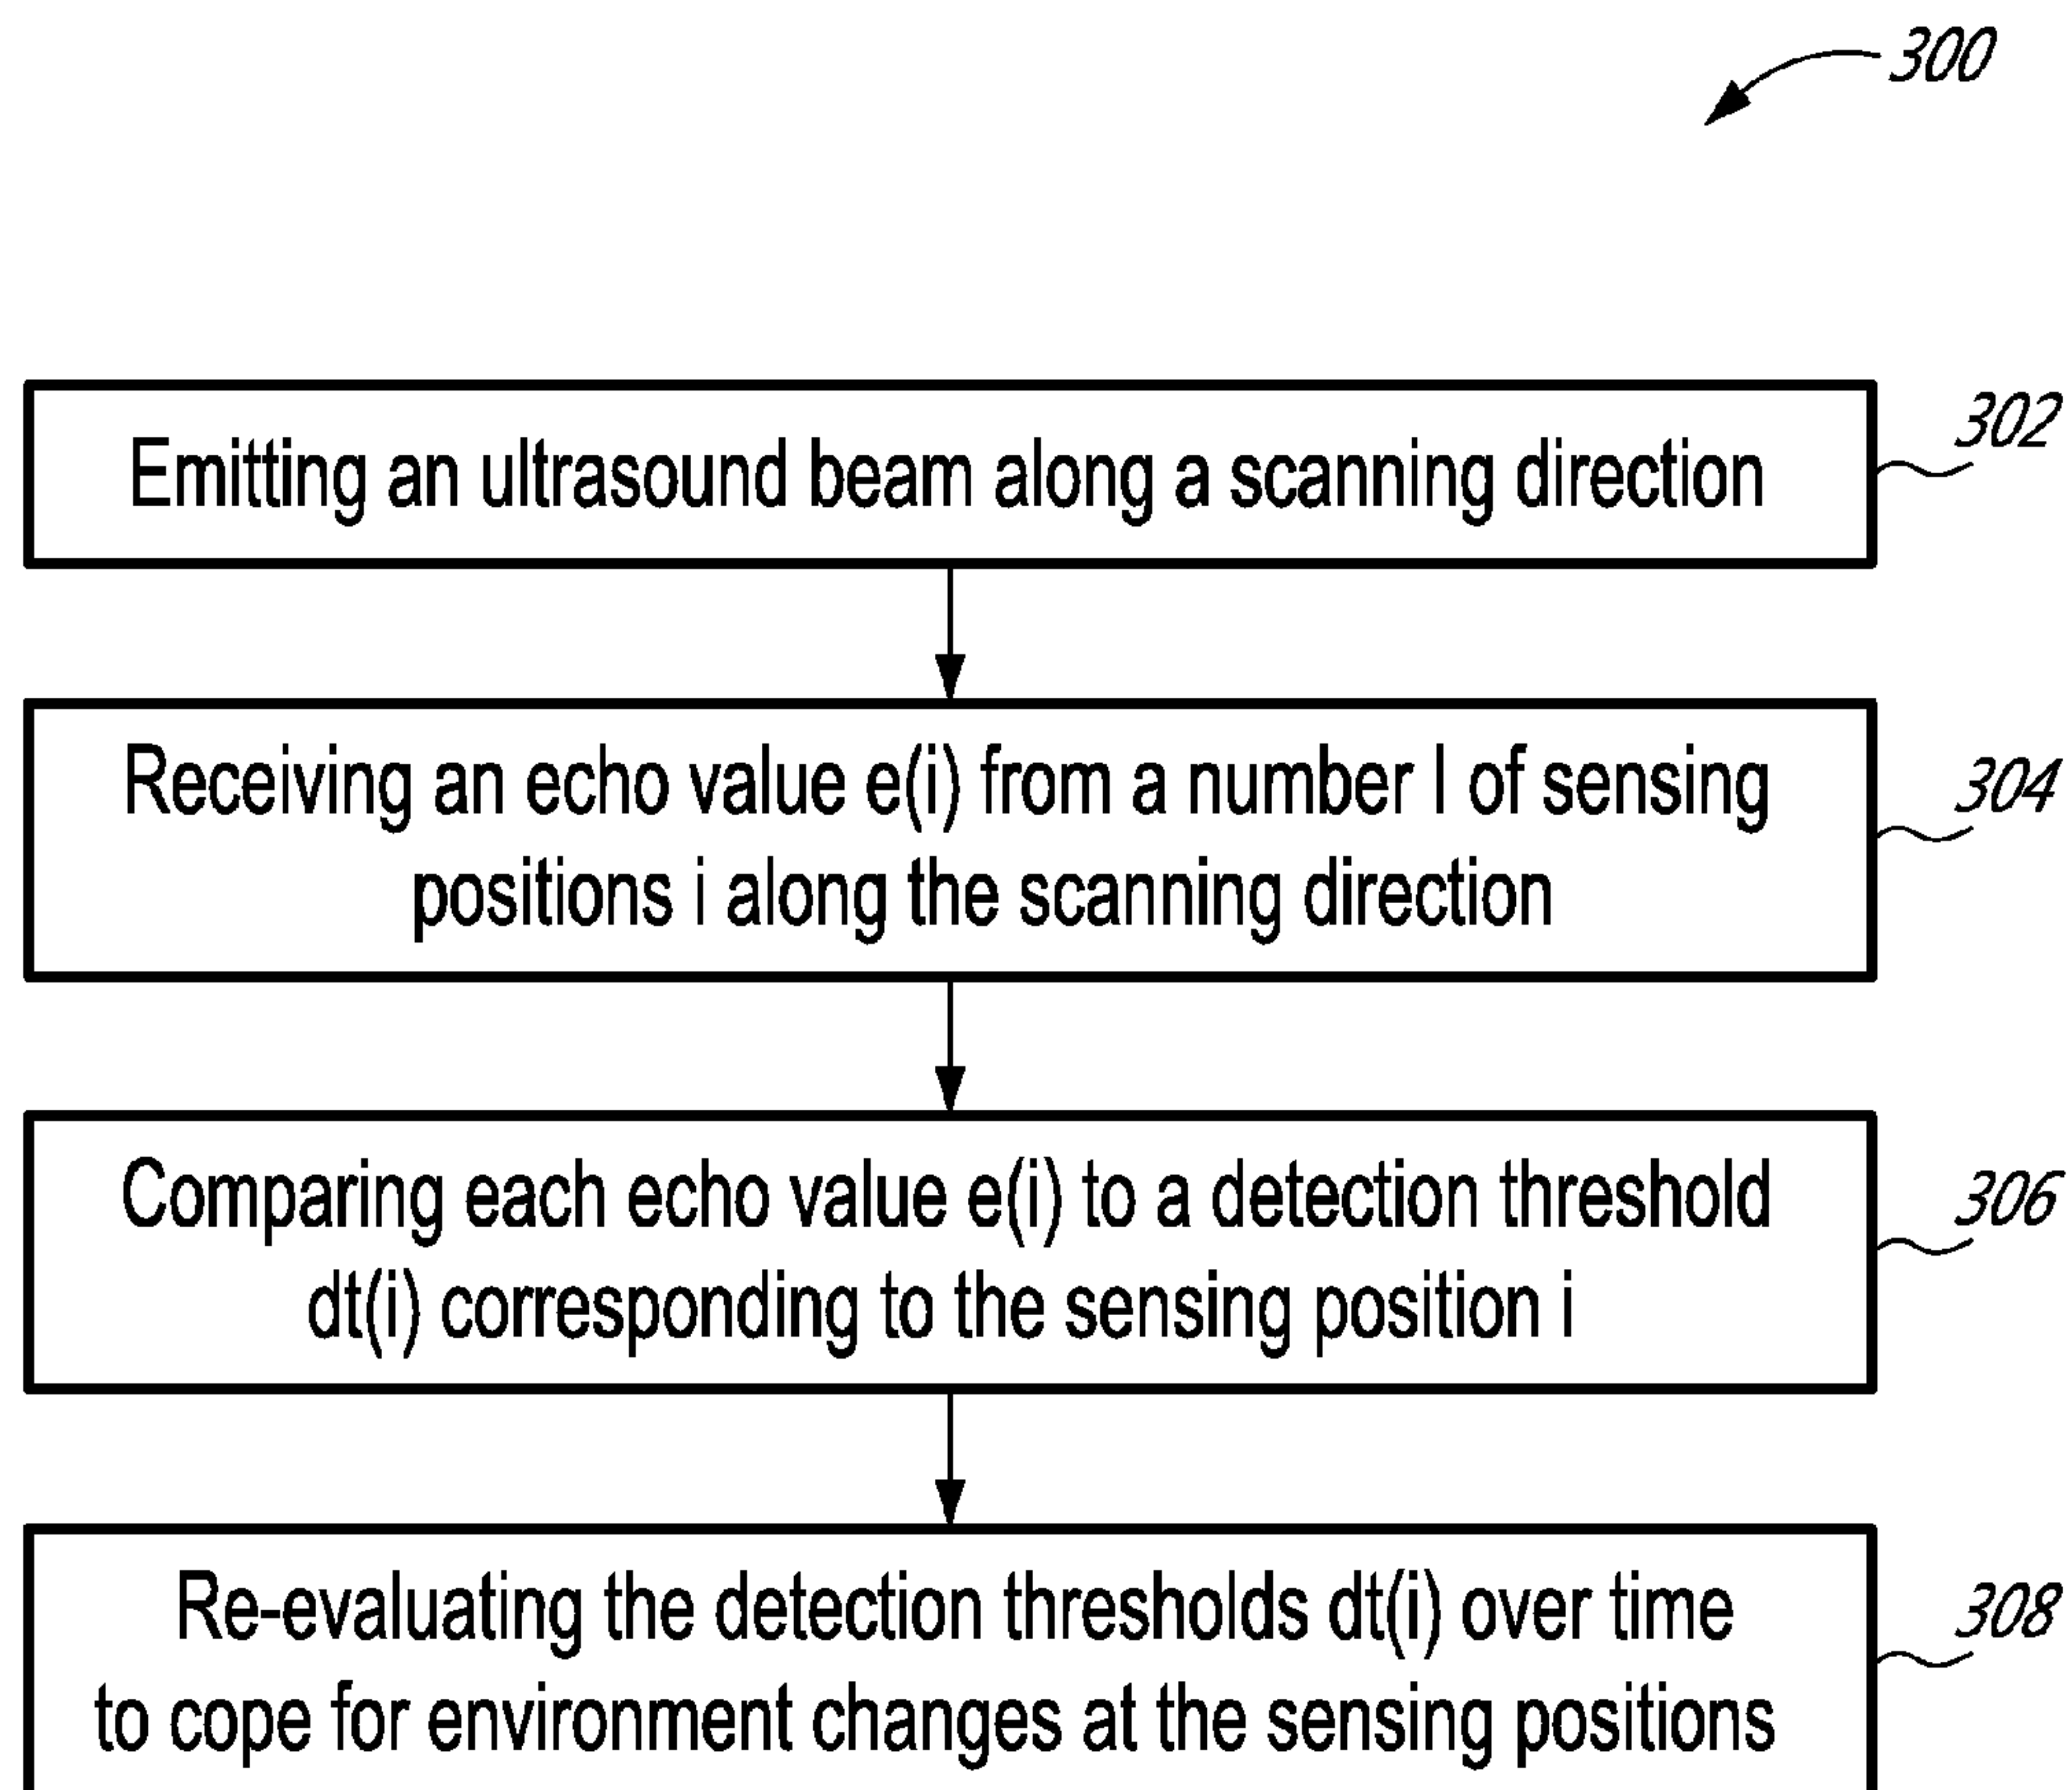 300
Emitting an ultrasound beam along a scanning direction
302
Receiving an echo value e(i) from a number I of sensing
positions i along the scanning direction
304
Comparing each echo value e(i) to a detection threshold
dt(i) corresponding to the sensing position i
306
Re-evaluating the detection thresholds dt(i) over time
to cope for environment changes at the sensing positions
308